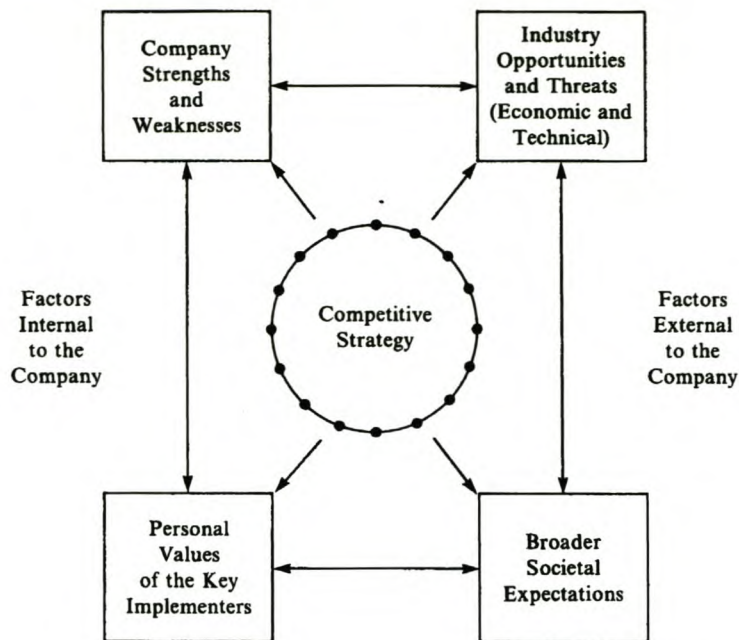 Company
Strengths
and
Weaknesses
Industry
Opportunities
and Threats
(Economic and
Technical)
Factors
Internal
to the
Company
Competitive
Strategy
Factors
External
to the
Company
Personal
Values
of the Key
Implementers
Broader
Societal
Expectations